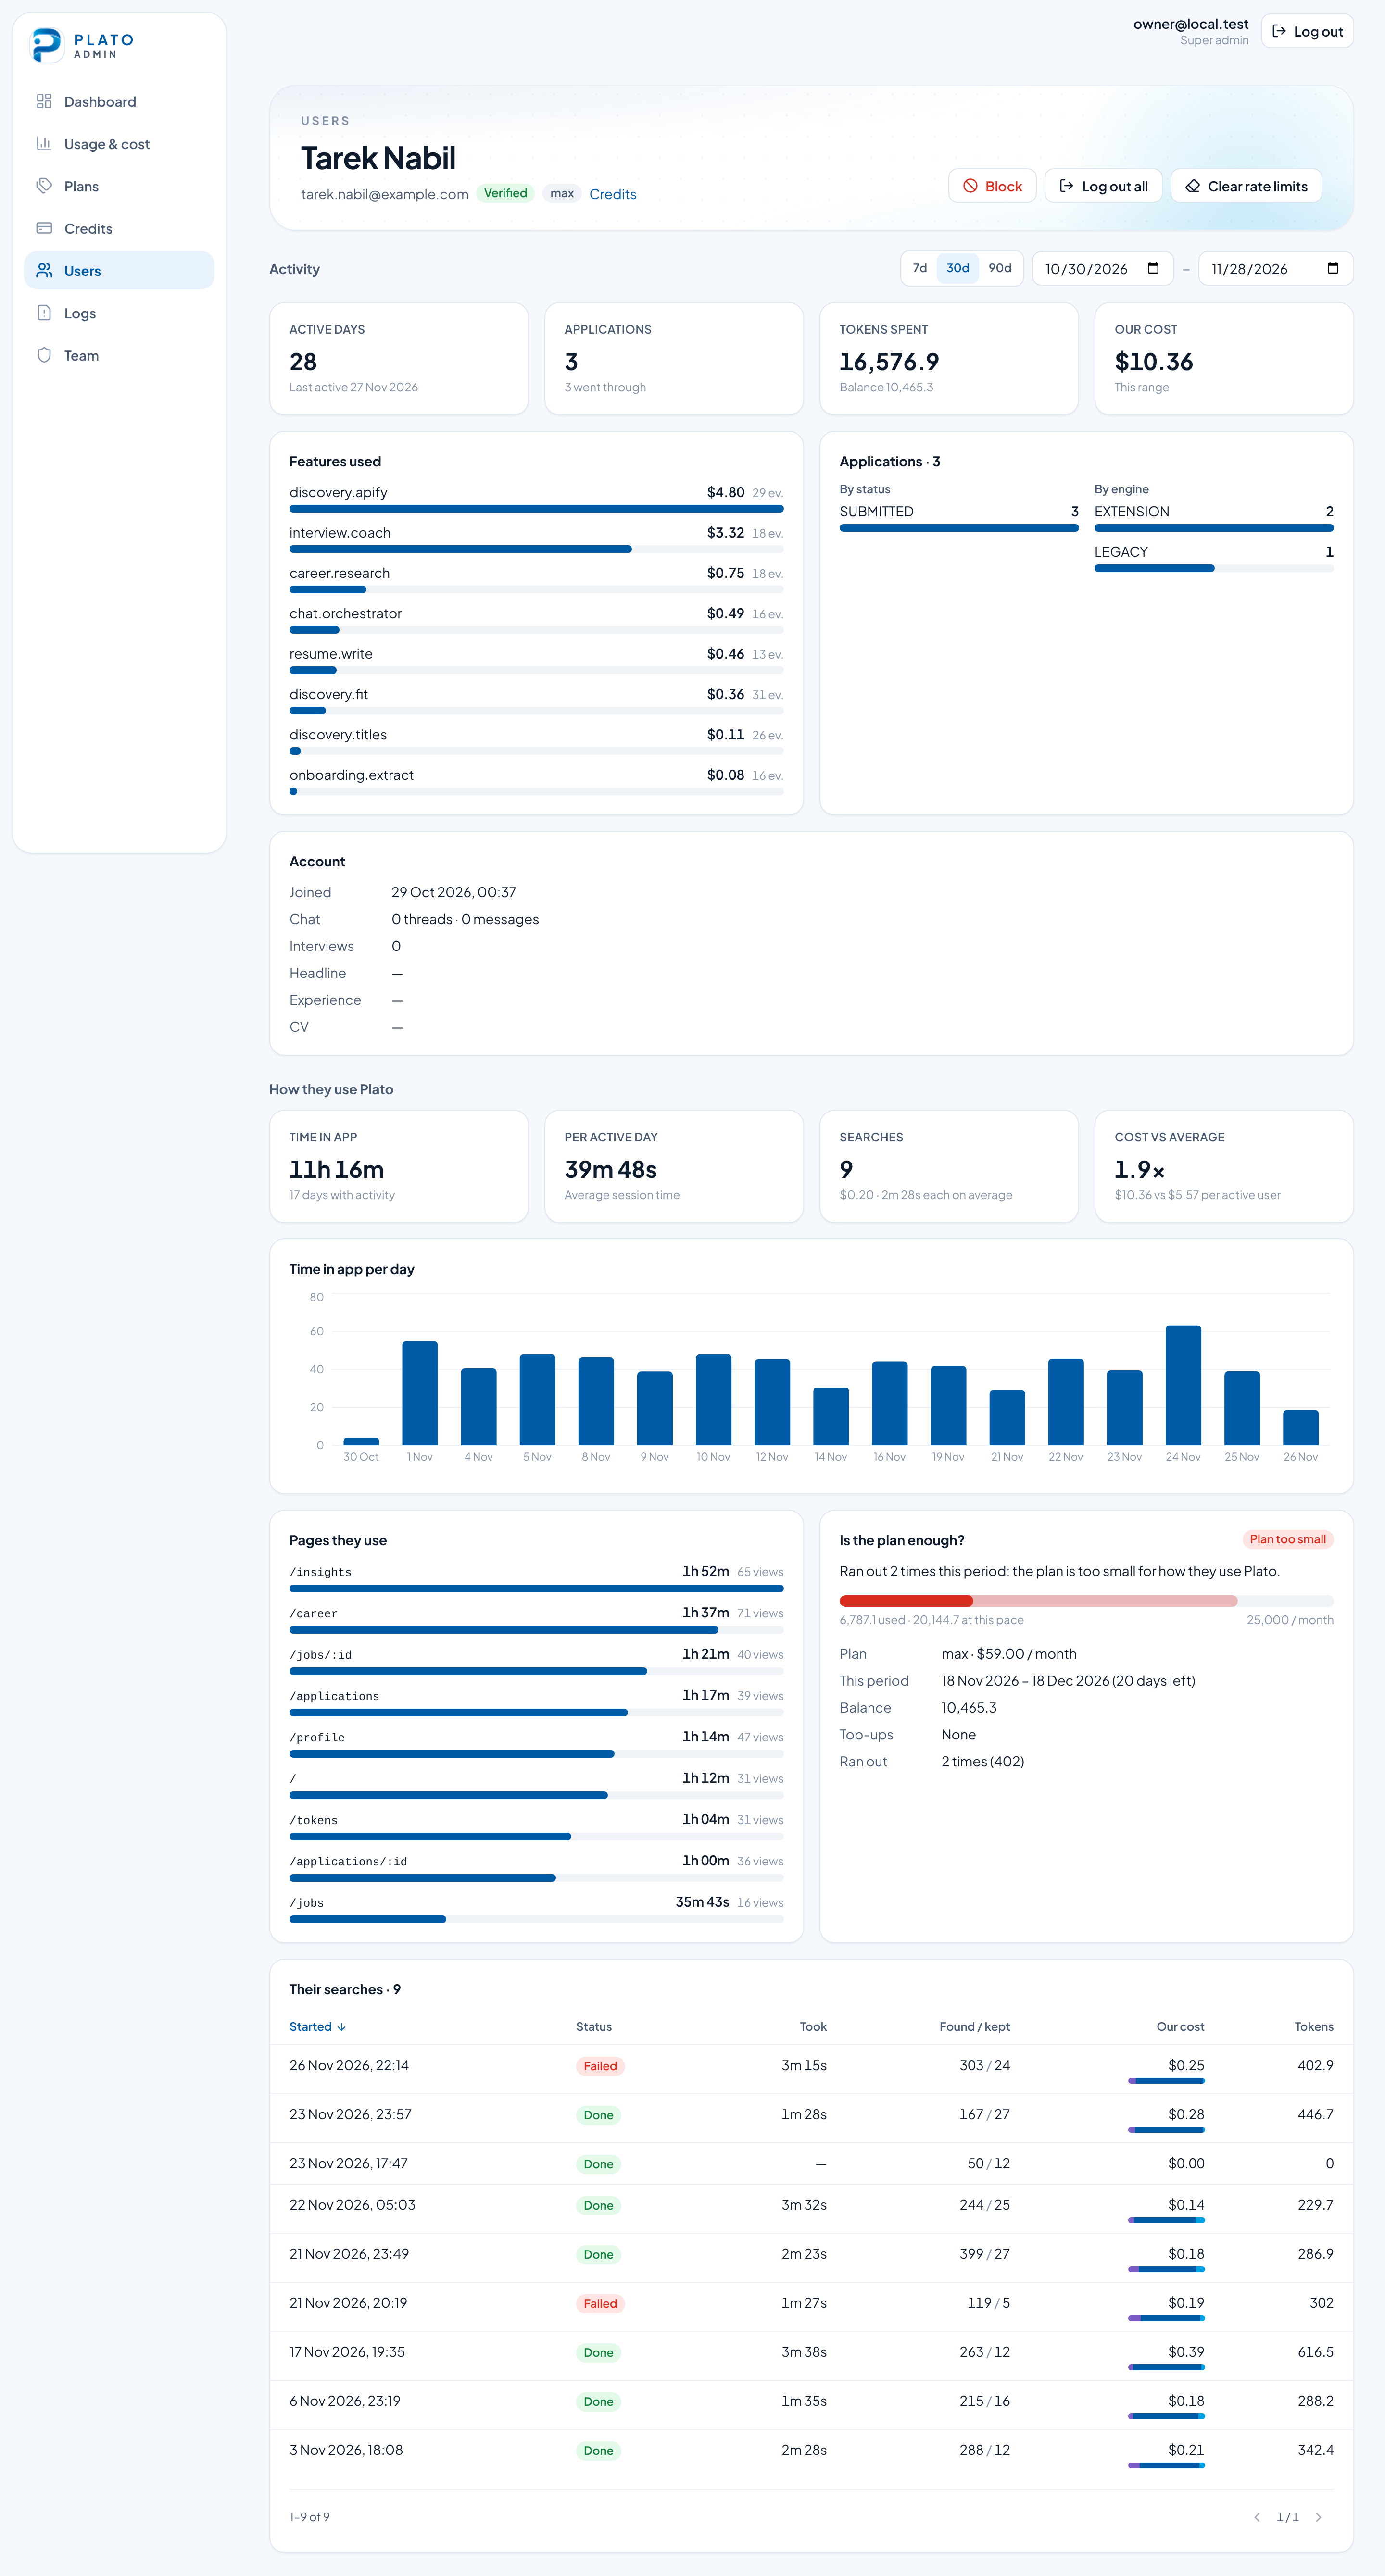 PLATO
ADMIN
Dashboard
Usage & cost
Plans
Credits
Users
Logs
Team
owner@local.test
Super admin
Log out
USERS
Tarek Nabil
tarek.nabil@example.com Verified max Credits
Block Log out all Clear rate limits
Activity
7d 30d 90d 10/30/2026 – 11/28/2026
ACTIVE DAYS
28
Last active 27 Nov 2026
APPLICATIONS
3
3 went through
TOKENS SPENT
16,576.9
Balance 10,465.3
OUR COST
$10.36
This range
Features used
discovery.apify $4.80 29 ev.
interview.coach $3.32 18 ev.
career.research $0.75 18 ev.
chat.orchestrator $0.49 16 ev.
resume.write $0.46 13 ev.
discovery.fit $0.36 31 ev.
discovery.titles $0.11 26 ev.
onboarding.extract $0.08 16 ev.
Applications · 3
By status
SUBMITTED 3
By engine
EXTENSION 2
LEGACY 1
Account
Joined 29 Oct 2026, 00:37
Chat 0 threads · 0 messages
Interviews 0
Headline —
Experience —
CV —
How they use Plato
TIME IN APP
11h 16m
17 days with activity
PER ACTIVE DAY
39m 48s
Average session time
SEARCHES
9
$0.20 · 2m 28s each on average
COST VS AVERAGE
1.9×
$10.36 vs $5.57 per active user
Time in app per day
80
60
40
20
0
30 Oct 1 Nov 4 Nov 5 Nov 8 Nov 9 Nov 10 Nov 12 Nov 14 Nov 16 Nov 19 Nov 21 Nov 22 Nov 23 Nov 24 Nov 25 Nov 26 Nov
Pages they use
/insights 1h 52m 65 views
/career 1h 37m 71 views
/jobs/:id 1h 21m 40 views
/applications 1h 17m 39 views
/profile 1h 14m 47 views
/ 1h 12m 31 views
/tokens 1h 04m 31 views
/applications/:id 1h 00m 36 views
/jobs 35m 43s 16 views
Is the plan enough? Plan too small
Ran out 2 times this period: the plan is too small for how they use Plato.
6,787.1 used · 20,144.7 at this pace 25,000 / month
Plan max · $59.00 / month
This period 18 Nov 2026 – 18 Dec 2026 (20 days left)
Balance 10,465.3
Top-ups None
Ran out 2 times (402)
Their searches · 9
Started ↓ Status Took Found / kept Our cost Tokens
26 Nov 2026, 22:14 Failed 3m 15s 303 / 24 $0.25 402.9
23 Nov 2026, 23:57 Done 1m 28s 167 / 27 $0.28 446.7
23 Nov 2026, 17:47 Done — 50 / 12 $0.00 0
22 Nov 2026, 05:03 Done 3m 32s 244 / 25 $0.14 229.7
21 Nov 2026, 23:49 Done 2m 23s 399 / 27 $0.18 286.9
21 Nov 2026, 20:19 Failed 1m 27s 119 / 5 $0.19 302
17 Nov 2026, 19:35 Done 3m 38s 263 / 12 $0.39 616.5
6 Nov 2026, 23:19 Done 1m 35s 215 / 16 $0.18 288.2
3 Nov 2026, 18:08 Done 2m 28s 288 / 12 $0.21 342.4
1–9 of 9
1 / 1